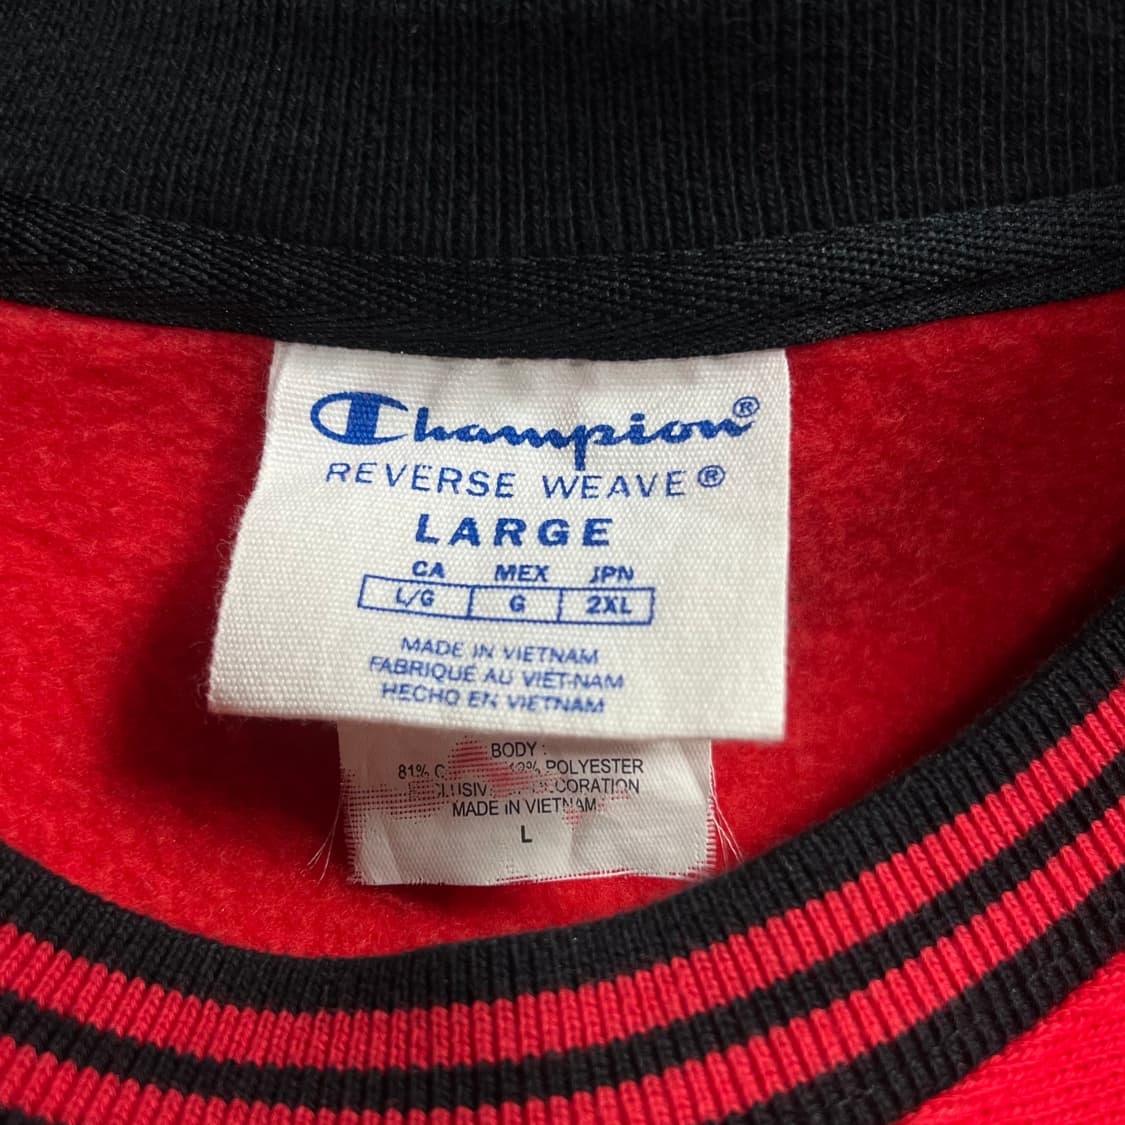 Champion®
REVERSE WEAVE®
LARGE
CA MEX JPN
L/G G 2XL
MADE IN VIETNAM
FABRIQUÉ AU VIÊT-NAM
HECHO EN VIETNAM
BODY :
81% POLYESTER
DECORATION
MADE IN VIETNAM
L